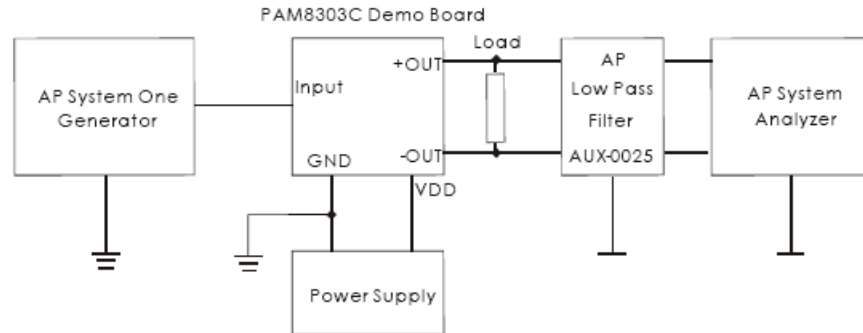 PAM8303C Demo Board
AP System One
Generator
Input
+OUT
-OUT
GND
VDD
Load
AP
Low Pass
Filter
AUX-0025
AP System
Analyzer
Power Supply